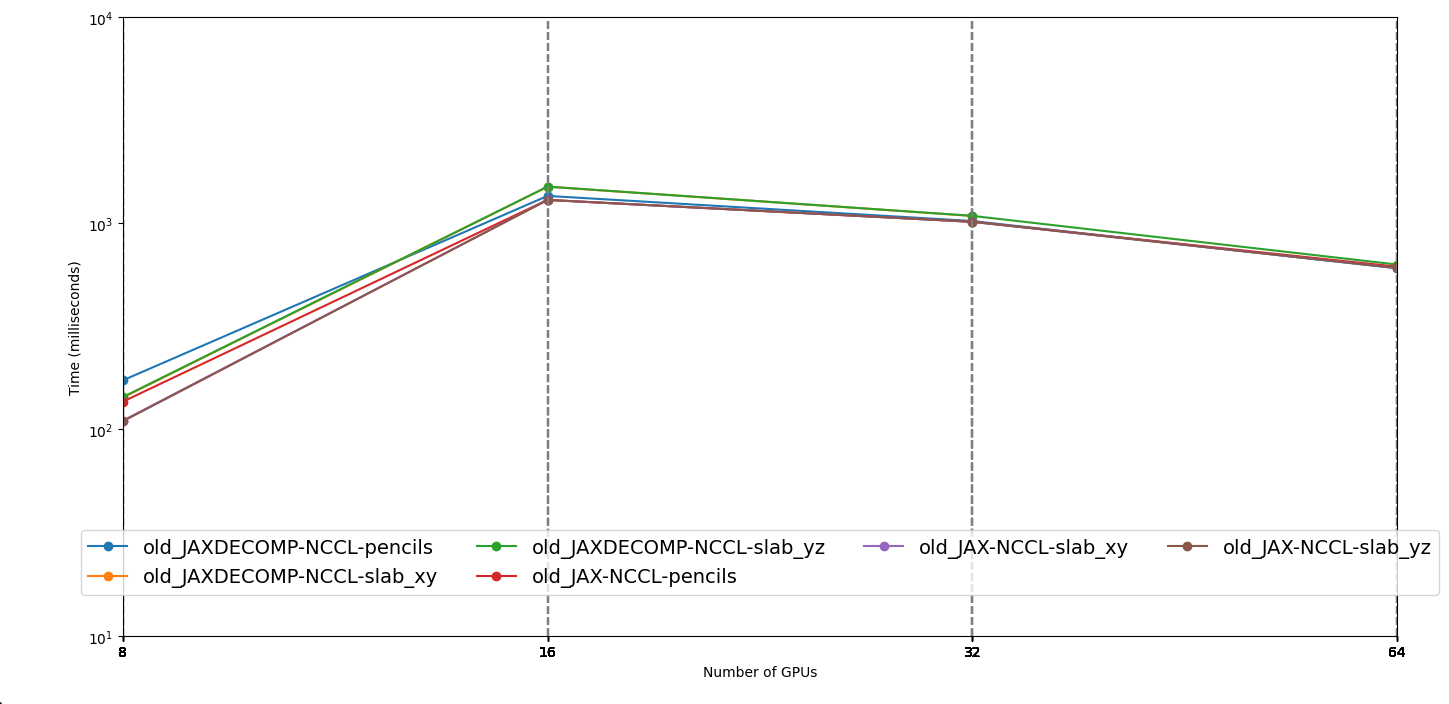 10^4
10^3
10^2
10^1
Time (milliseconds)
old_JAXDECOMP-NCCL-pencils
old_JAXDECOMP-NCCL-slab_yz
old_JAX-NCCL-slab_xy
old_JAX-NCCL-slab_yz
old_JAXDECOMP-NCCL-slab_xy
old_JAX-NCCL-pencils
8
16
32
64
Number of GPUs